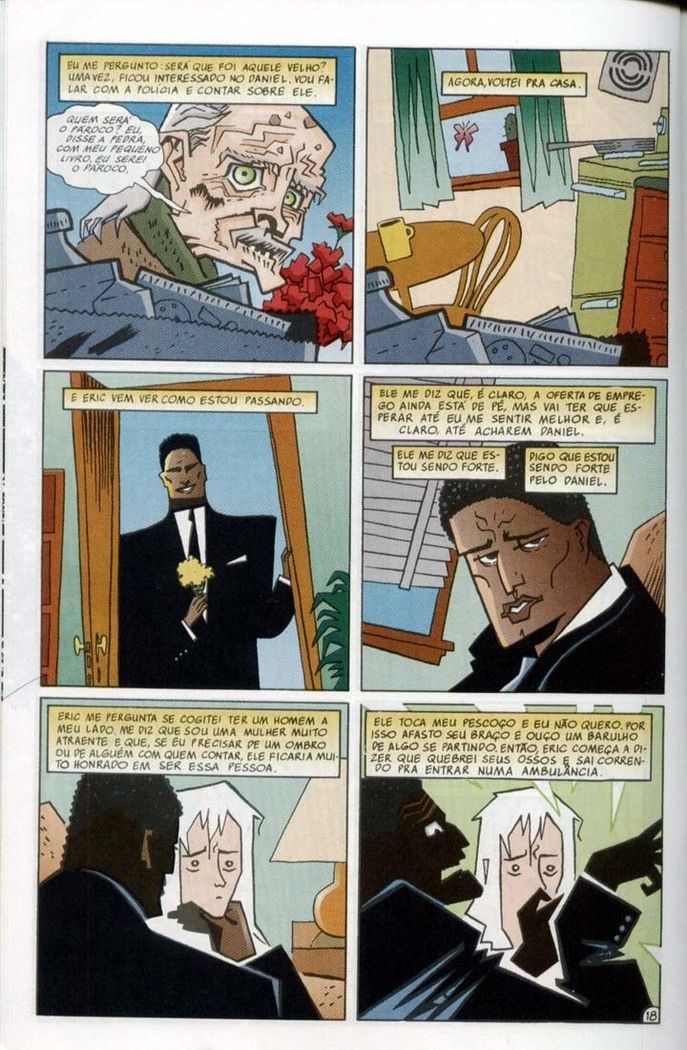 EU ME PERGUNTO: SERÁ QUE FOI AQUELE VELHO?
UMA VEZ, FICOU INTERESSADO NO DANIEL. VOU FA-
LAR COM A POLÍCIA E CONTAR SOBRE ELE.
QUEM SERÁ
O PÁROCO? EU,
DISSE A PEDRA,
COM MEU PEQUENO
LIVRO. EU SEREI
O PÁROCO.
AGORA, VOLTEI PRA CASA.
E ERIC VEM VER COMO ESTOU PASSANDO.
ELE ME DIZ QUE, É CLARO, A OFERTA DE EMPRE-
GO AINDA ESTÁ DE PÉ, MAS VAI TER QUE ES-
PERAR ATÉ EU ME SENTIR MELHOR E, É
CLARO, ATÉ ACHAREM DANIEL.
ELE ME DIZ QUE ES-
TOU SENDO FORTE.
DIGO QUE ESTOU
SENDO FORTE
PELO DANIEL.
ERIC ME PERGUNTA SE COGITEI TER UM HOMEM A
MEU LADO. ME DIZ QUE SOU UMA MULHER MUITO
ATRAENTE E QUE, SE EU PRECISAR DE UM OMBRO
OU DE ALGUÉM COM QUEM CONTAR, ELE FICARIA MUI-
TO HONRADO EM SER ESSA PESSOA.
ELE TOCA MEU PESCOÇO E EU NÃO QUERO. POR
ISSO AFASTO SEU BRAÇO E OUÇO UM BARULHO
DE ALGO SE PARTINDO. ENTÃO, ERIC COMEÇA A DI-
ZER QUE QUEBREI SEUS OSSOS E SAI CORREN-
DO PRA ENTRAR NUMA AMBULÂNCIA.
18